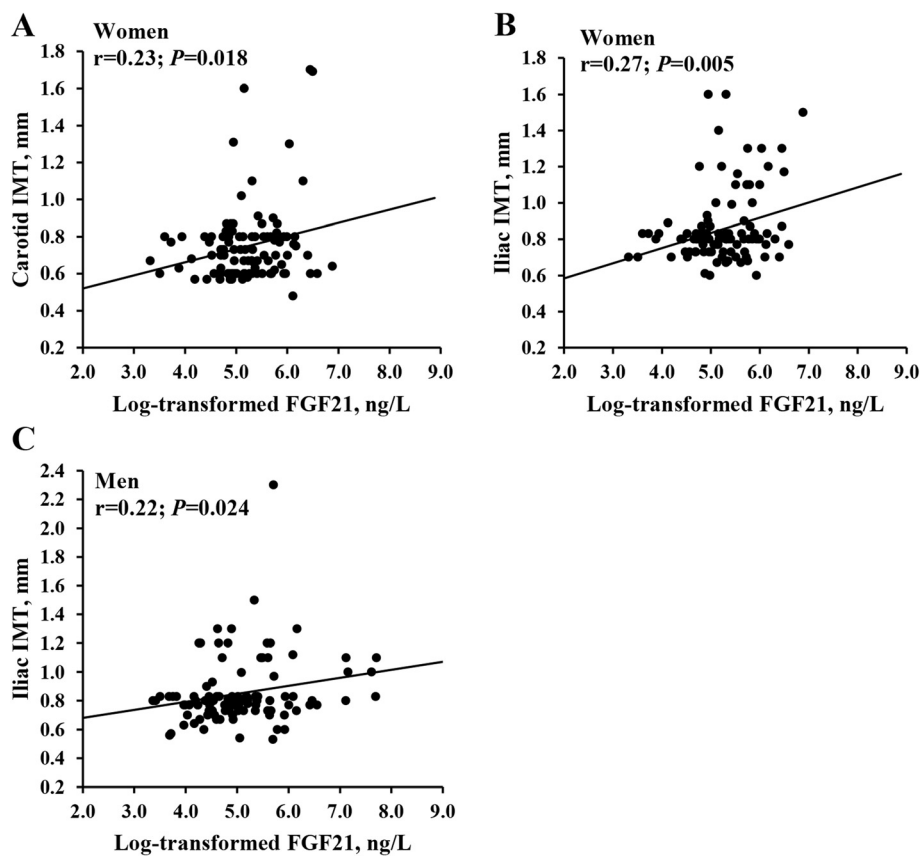 A
Women
r=0.23; P=0.018
1.8
1.6
1.4
1.2
1.0
0.8
0.6
0.4
0.2
Carotid IMT, mm
2.0 3.0 4.0 5.0 6.0 7.0 8.0 9.0
Log-transformed FGF21, ng/L
B
Women
r=0.27; P=0.005
1.8
1.6
1.4
1.2
1.0
0.8
0.6
0.4
0.2
Iliac IMT, mm
2.0 3.0 4.0 5.0 6.0 7.0 8.0 9.0
Log-transformed FGF21, ng/L
C
Men
r=0.22; P=0.024
2.4
2.2
2.0
1.8
1.6
1.4
1.2
1.0
0.8
0.6
0.4
0.2
Iliac IMT, mm
2.0 3.0 4.0 5.0 6.0 7.0 8.0 9.0
Log-transformed FGF21, ng/L